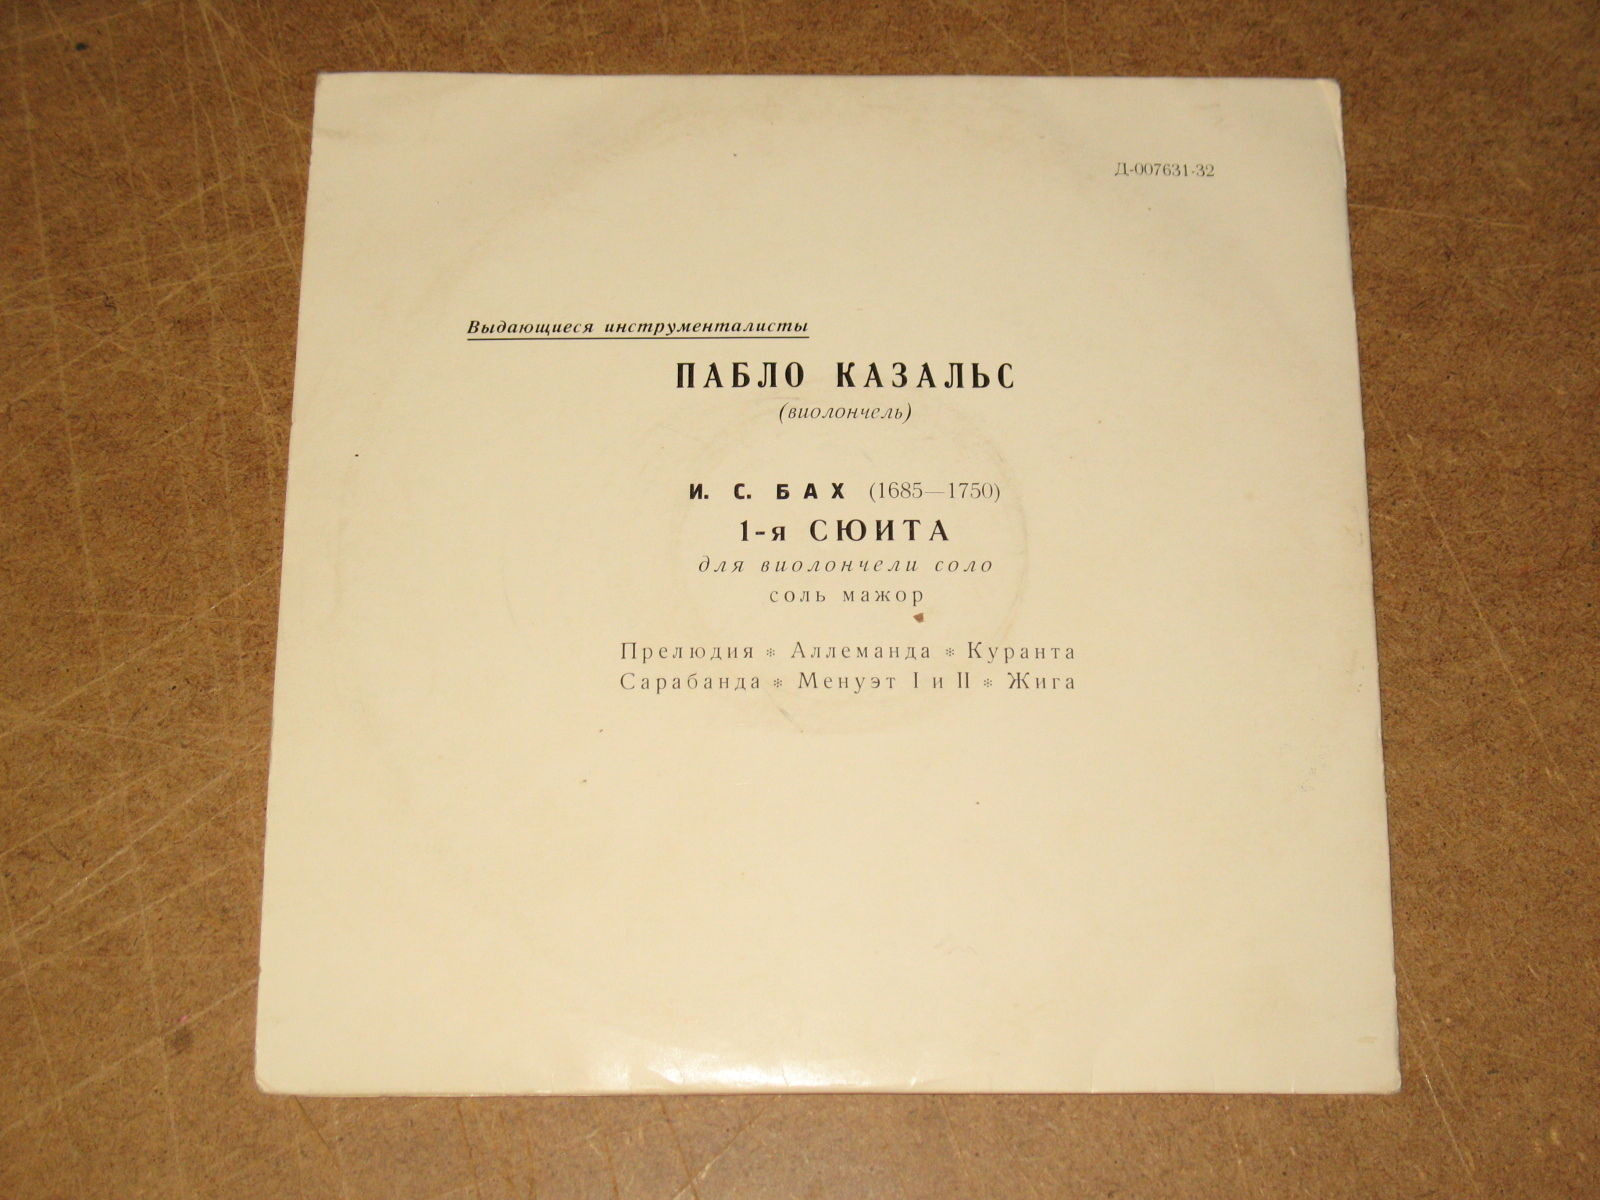 Д-007631-32
Выдающиеся инструменталисты
ПАБЛО КАЗАЛЬС
(виолончель)
И. С. БАХ (1685—1750)
1-я СЮИТА
для виолончели соло
соль мажор
Прелюдия * Аллеманда * Куранта
Сарабанда * Менуэт I и II * Жига